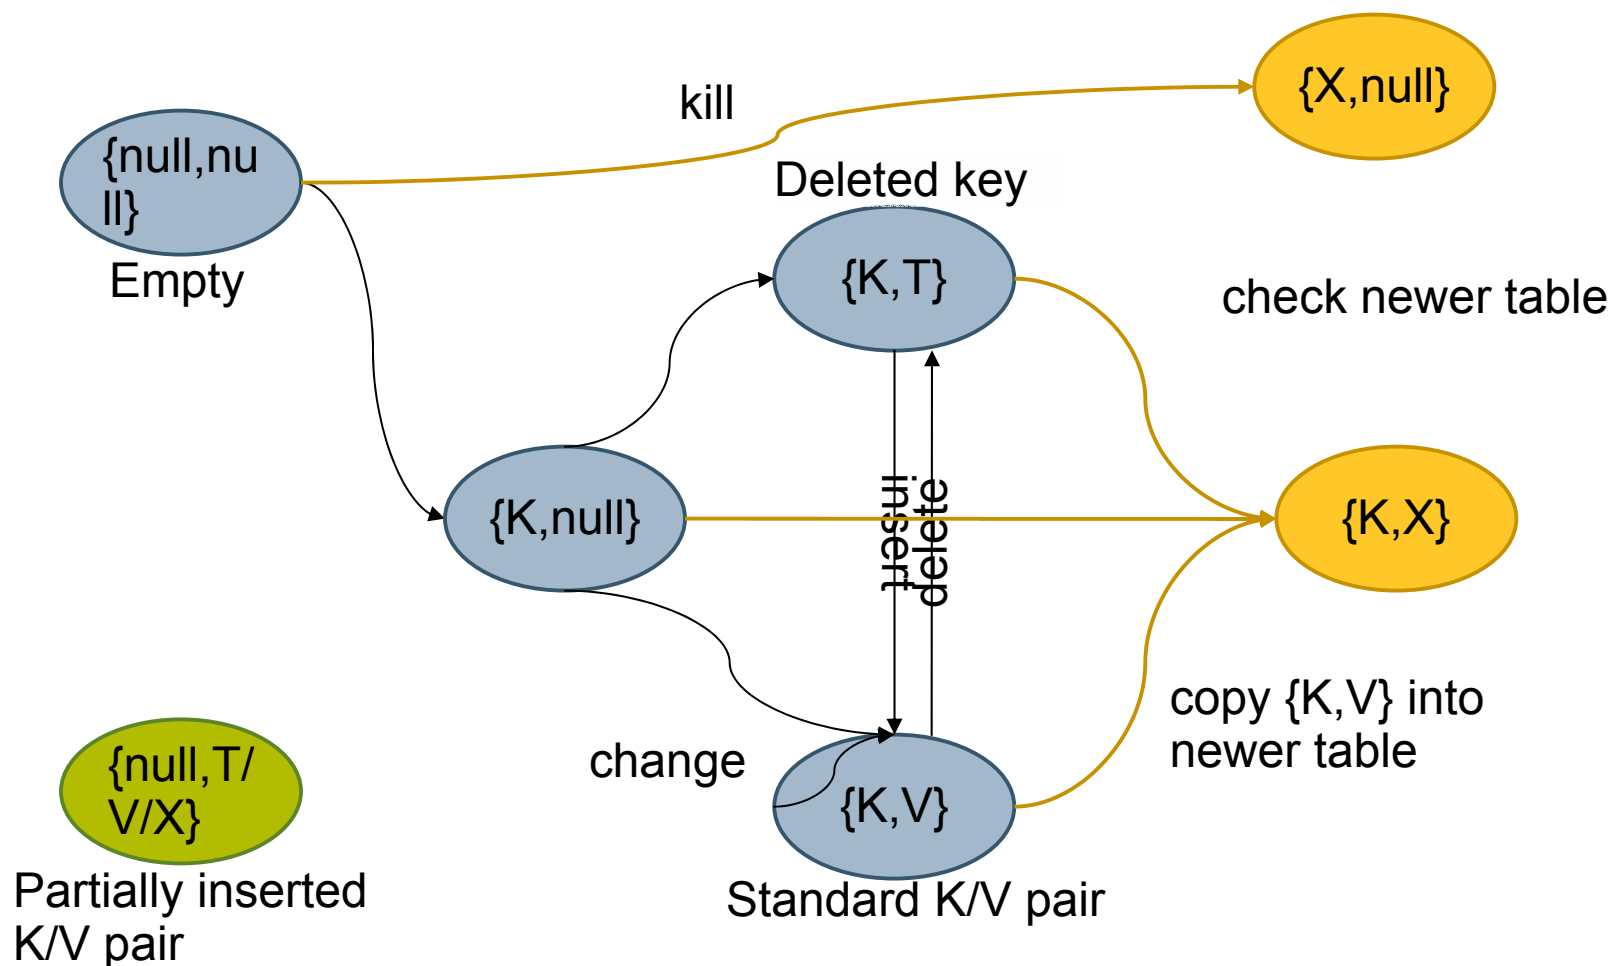 kill
{X,null}
{null,nu
ll}
Empty
Deleted key
{K,T}
check newer table
{K,null}
insert
delete
{K,X}
change
{K,V}
copy {K,V} into
newer table
Standard K/V pair
{null,T/
V/X}
Partially inserted
K/V pair